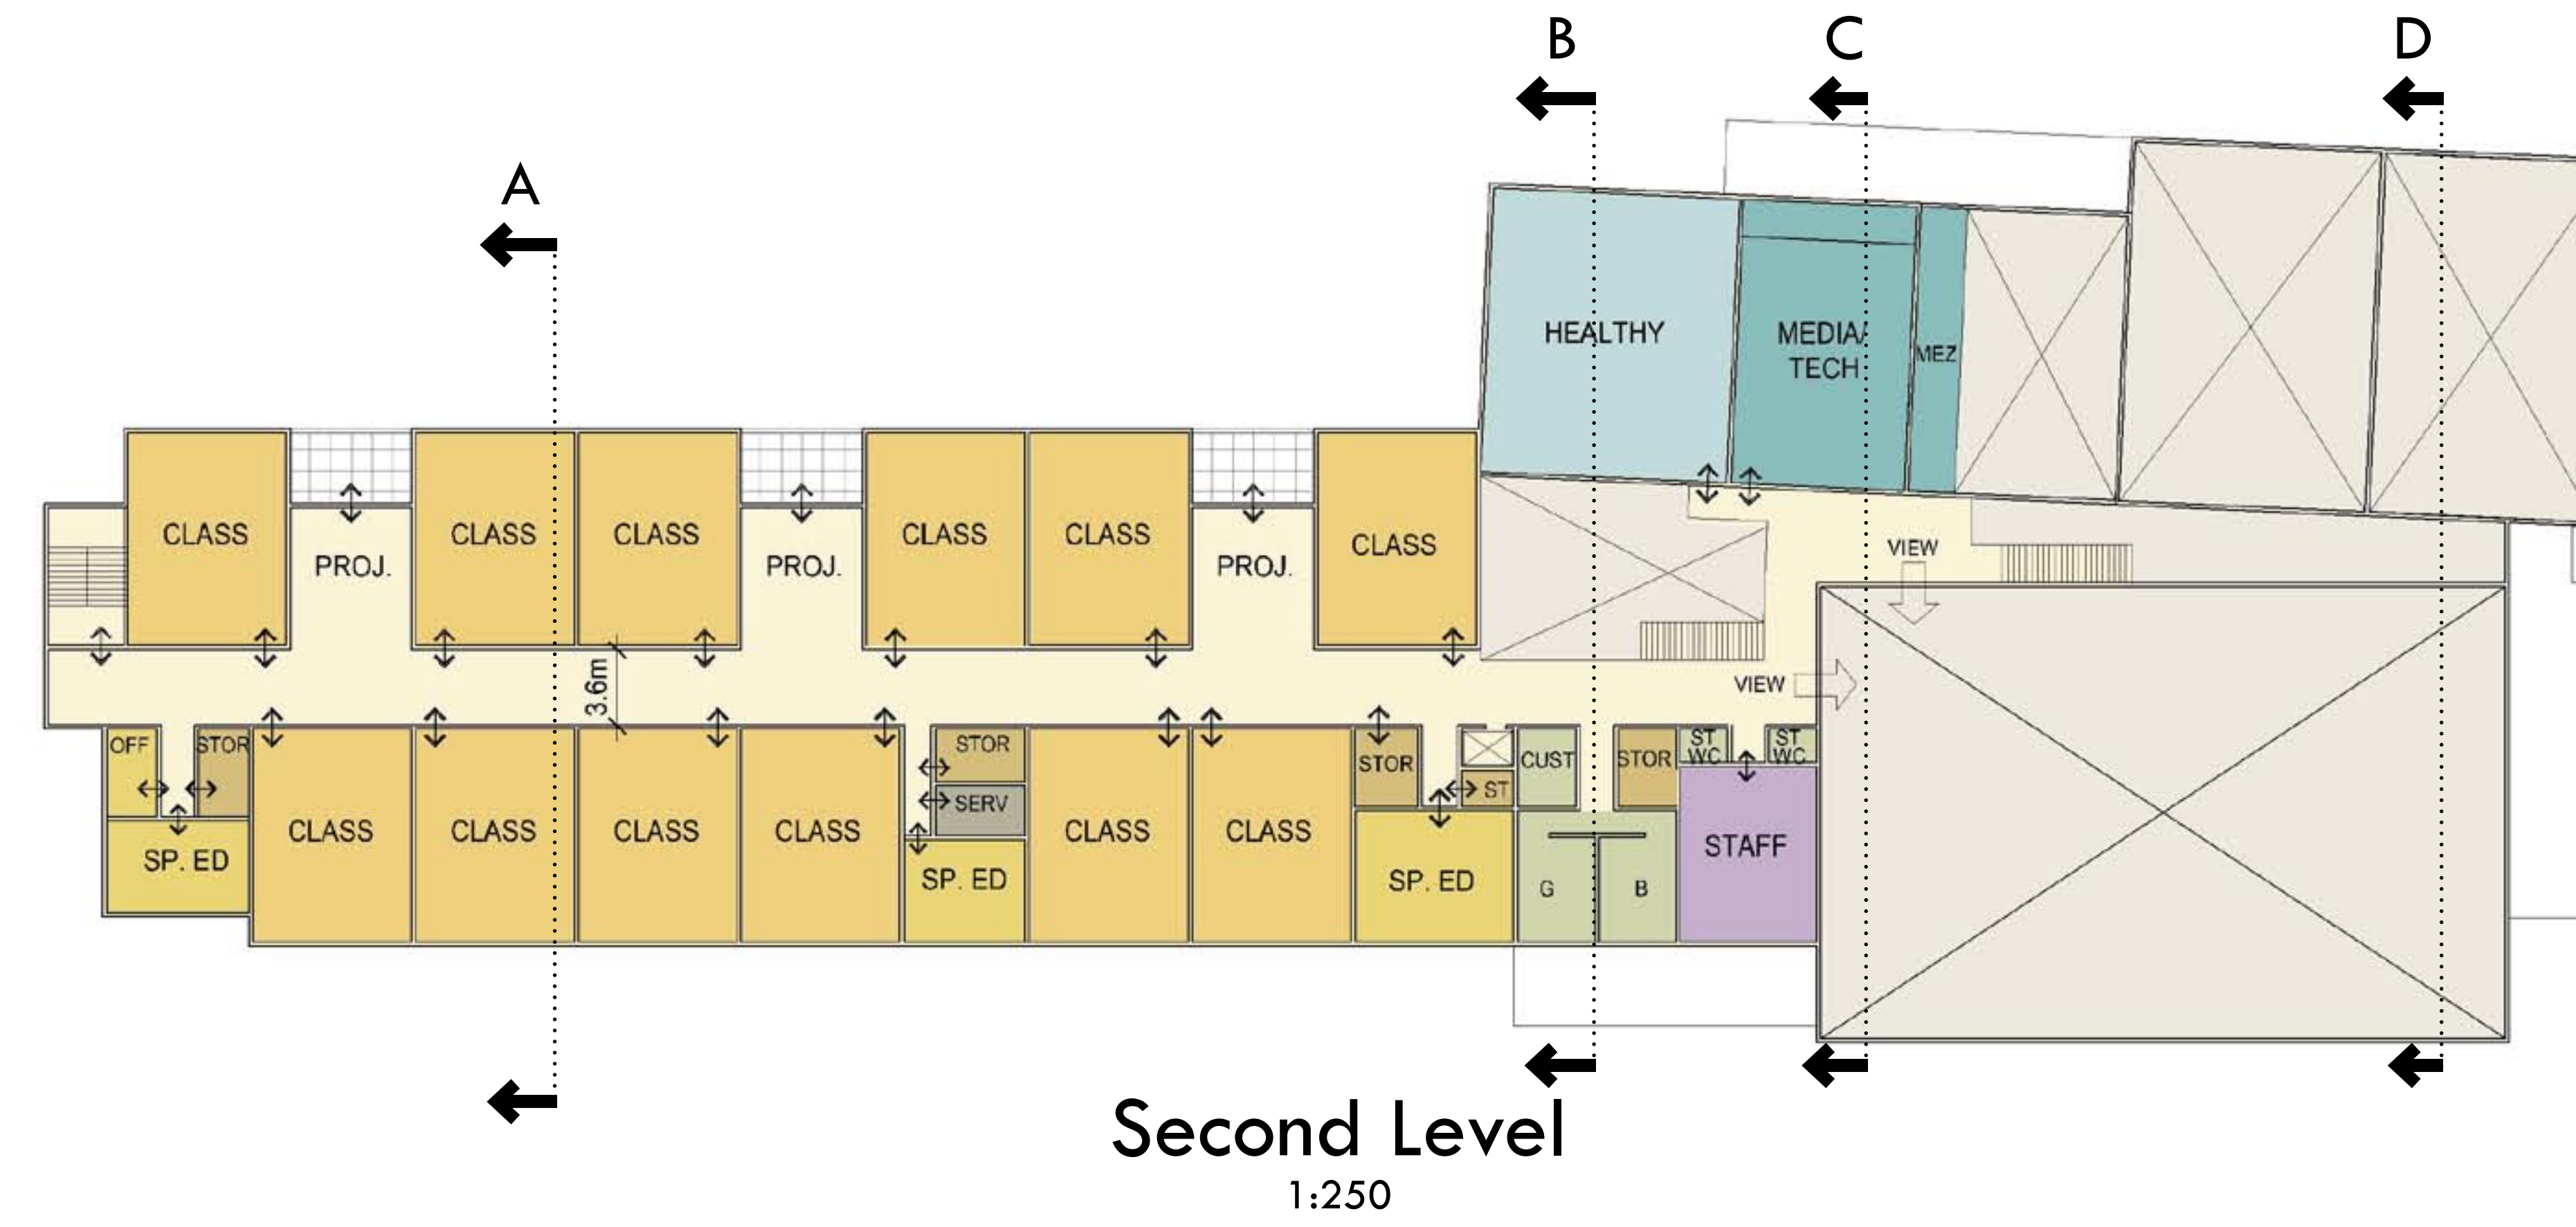 A
B
C
D
HEALTHY
MEDIA/
TECH
MEZ
CLASS
PROJ.
CLASS
CLASS
PROJ.
CLASS
CLASS
PROJ.
CLASS
VIEW
3.6m
VIEW
OFF
STOR
SP. ED
CLASS
CLASS
CLASS
CLASS
STOR
SERV
SP. ED
CLASS
CLASS
STOR
ST
SP. ED
CUST
STOR
ST
WC
ST
WC
G
B
STAFF
Second Level
1:250